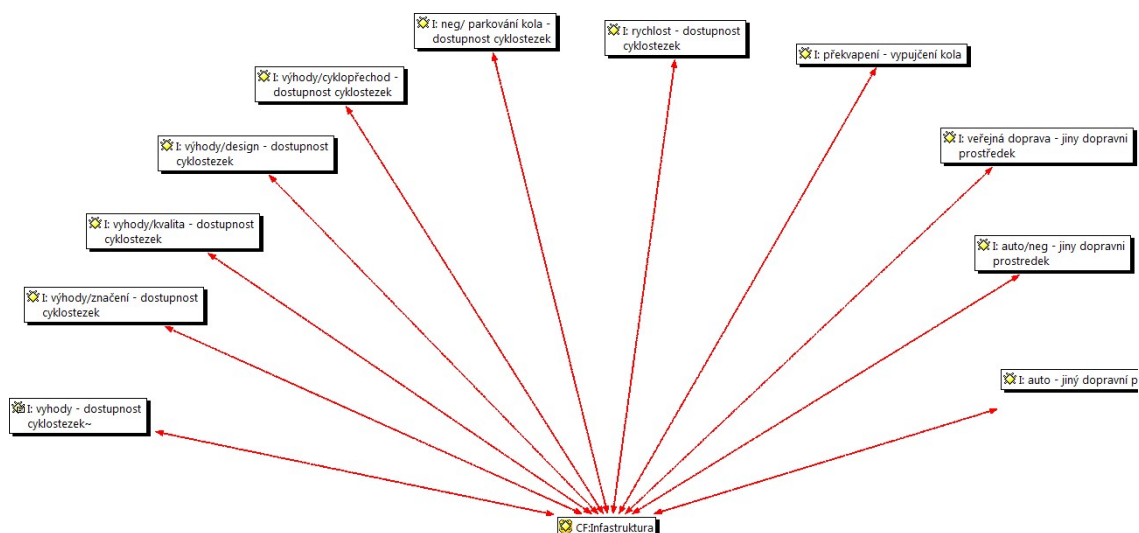 I: neg/ parkování kola -
dostupnost cyklostezek
I: rychlost - dostupnost
cyklostezek
I: překvapení - vypujčení kola
I: výhody/cyklopřechod -
dostupnost cyklostezek
I: výhody/design - dostupnost
cyklostezek
I: veřejná doprava - jiny dopravni
prostředek
I: vyhody/kvalita - dostupnost
cyklostezek
I: auto/neg - jiny dopravni
prostredek
I: výhody/značení - dostupnost
cyklostezek
I: auto - jiný dopravní p
I: vyhody - dostupnost
cyklostezek~
CF:Infastruktura